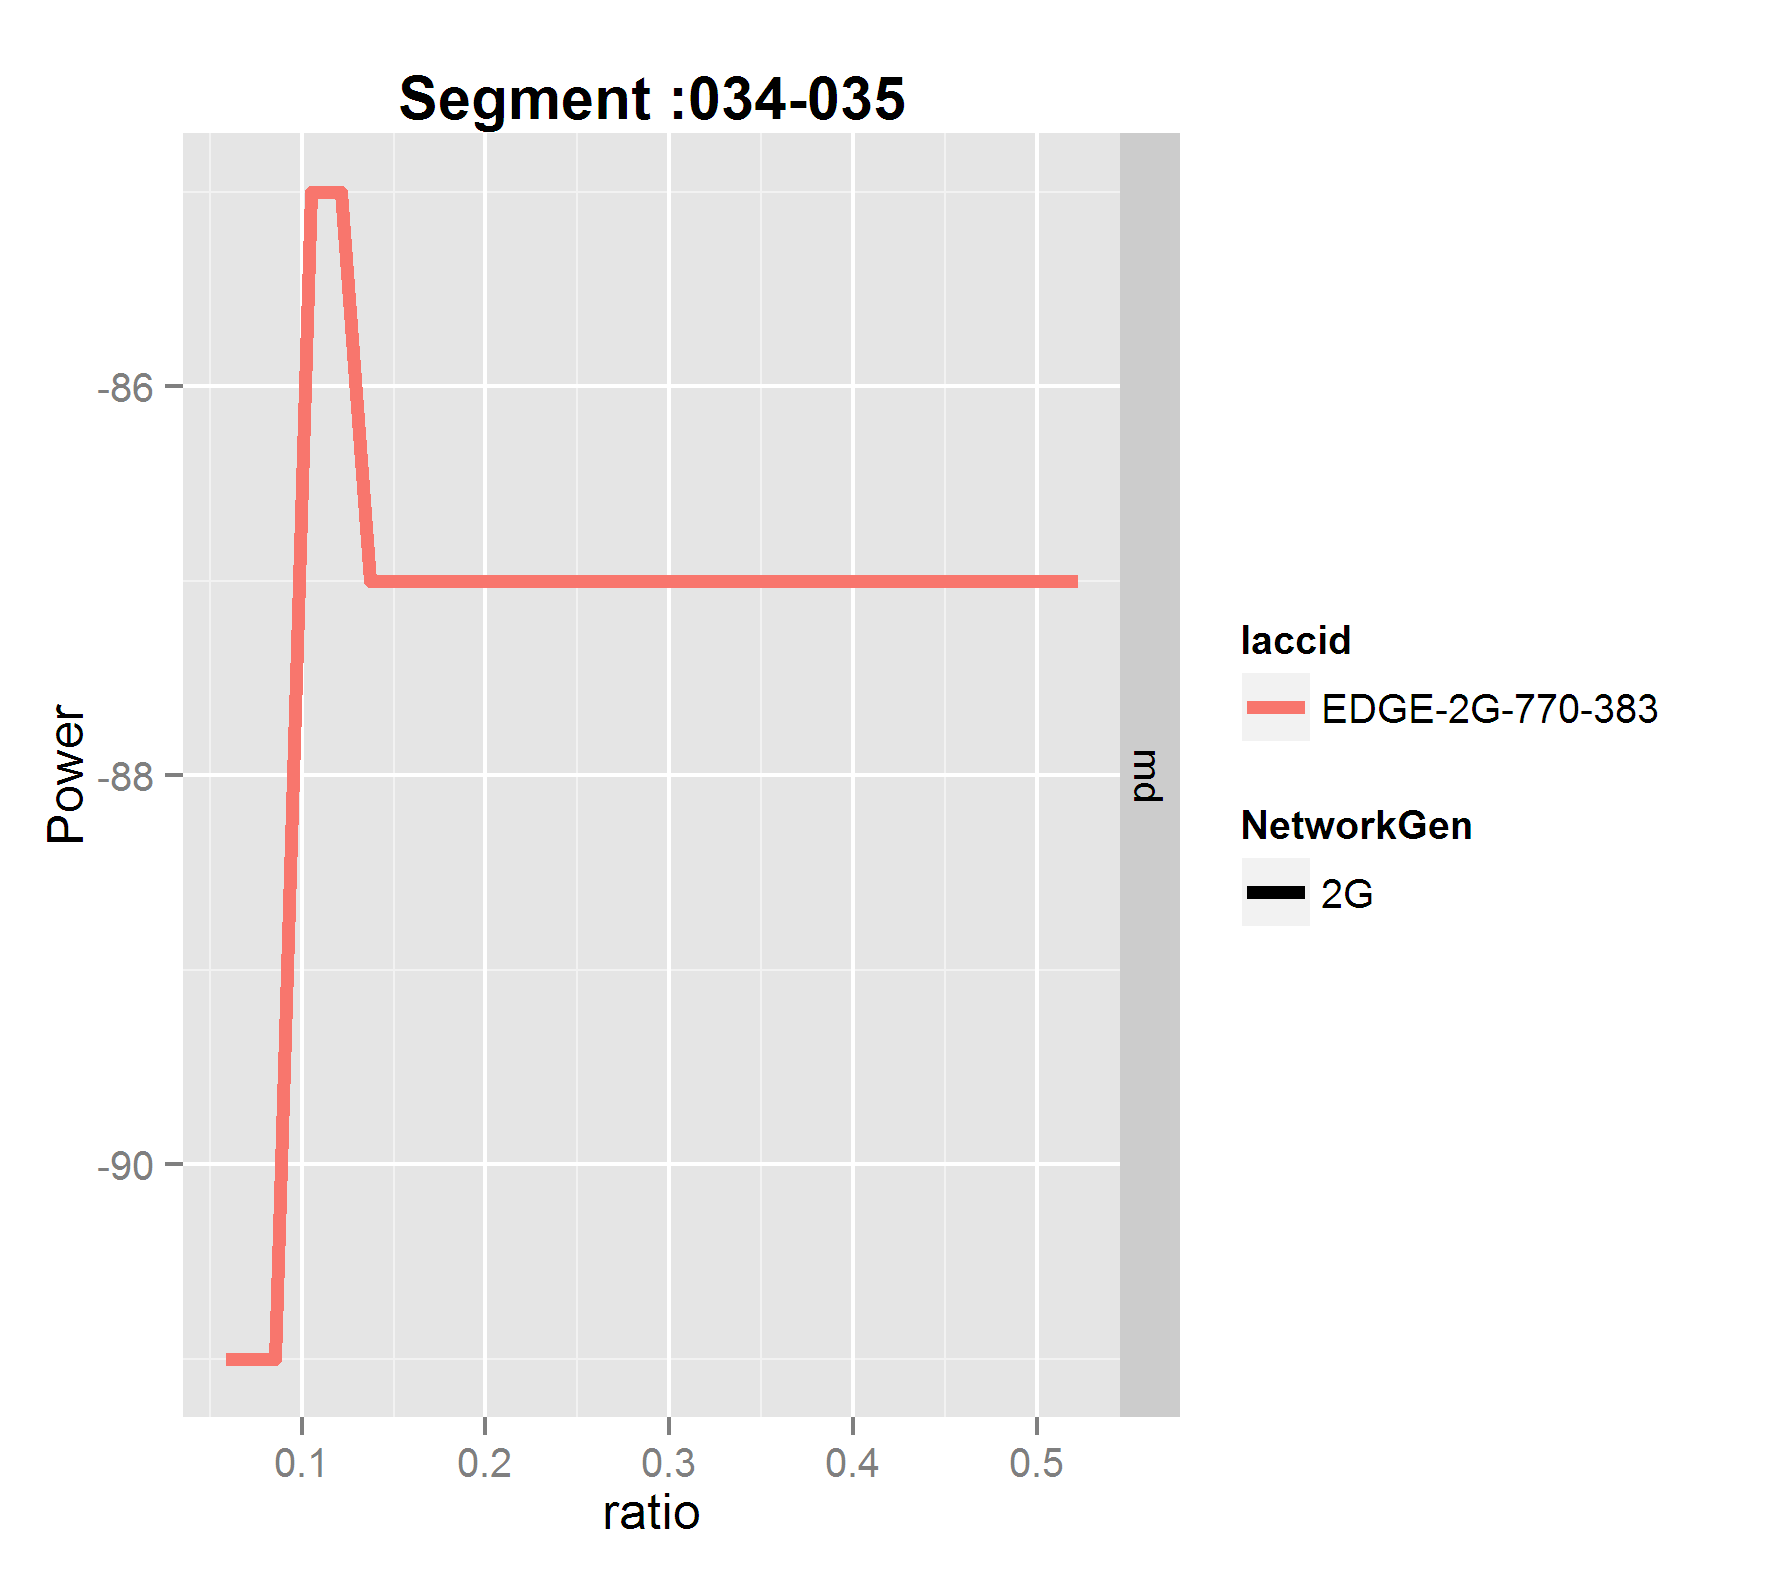 Segment :034-035
Power
-86
-88
-90
0.1 0.2 0.3 0.4 0.5
ratio
md
laccid
EDGE-2G-770-383
NetworkGen
2G